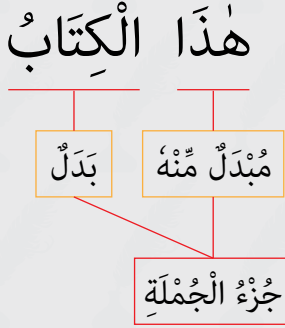 هٰذَا الْكِتَابُ
مُبْدَلٌ مِّنْهٗ بَدَلٌ
جُزْءُ الْجُمْلَةِ